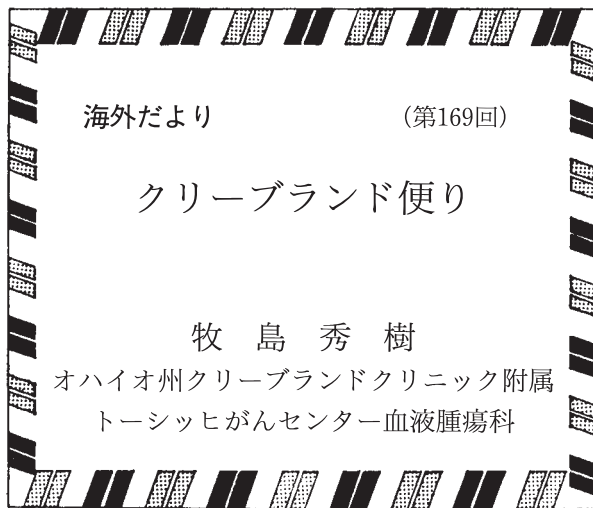 海外だより (第169回)
クリーブランド便り
牧島秀樹
オハイオ州クリーブランドクリニック附属
トーシッヒがんセンター血液腫瘍科